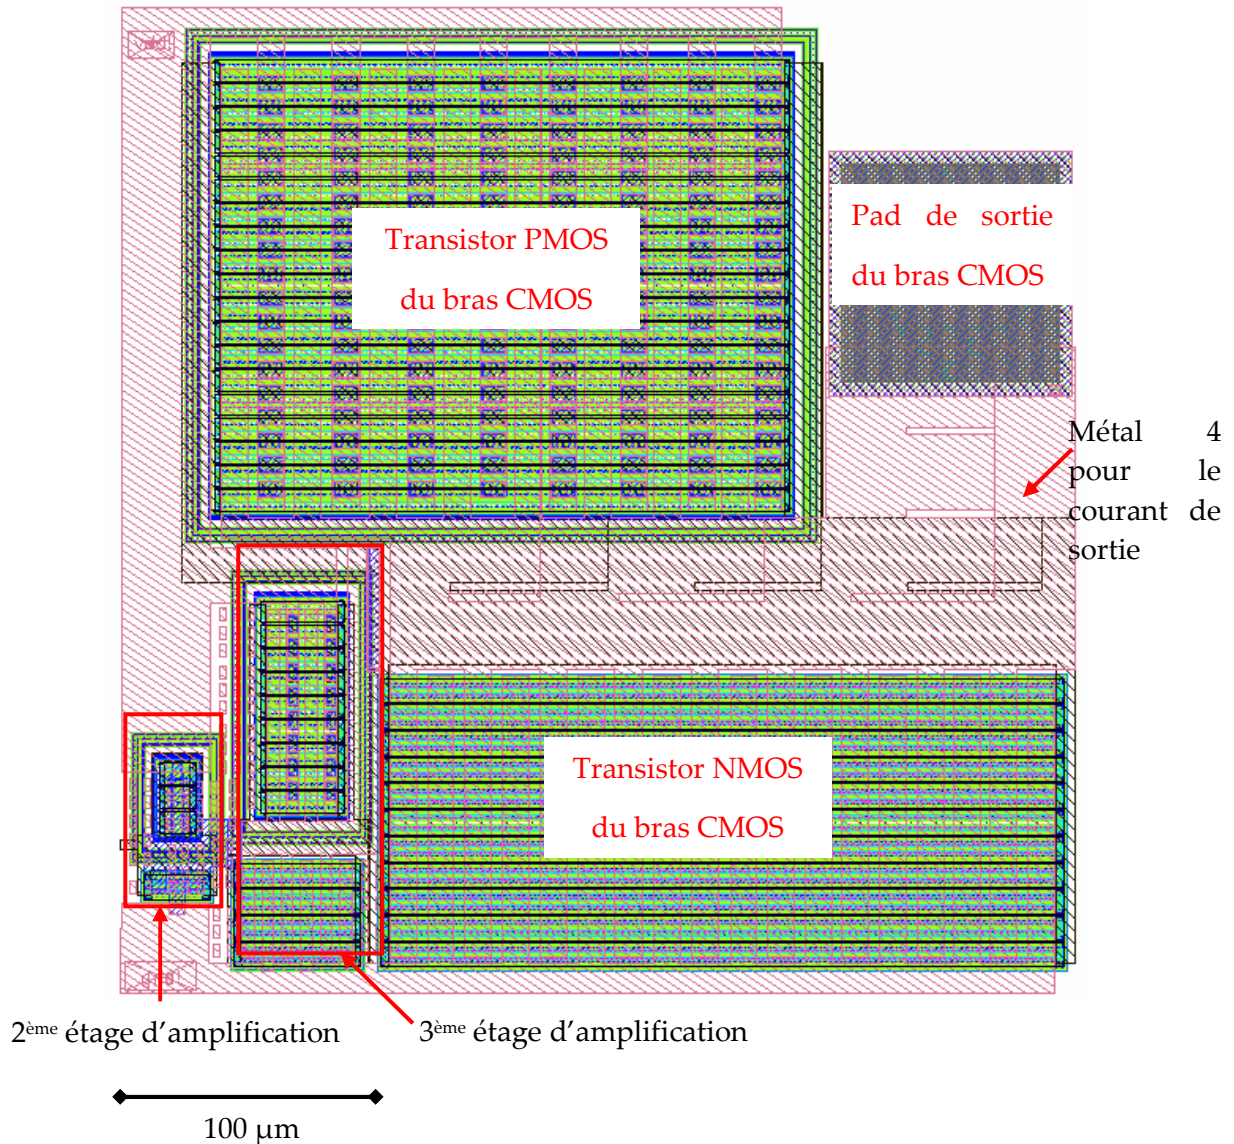 Transistor PMOS
du bras CMOS
Pad de sortie
du bras CMOS
Métal 4
pour le
courant de
sortie
Transistor NMOS
du bras CMOS
2ème étage d'amplification
3ème étage d'amplification
100 µm